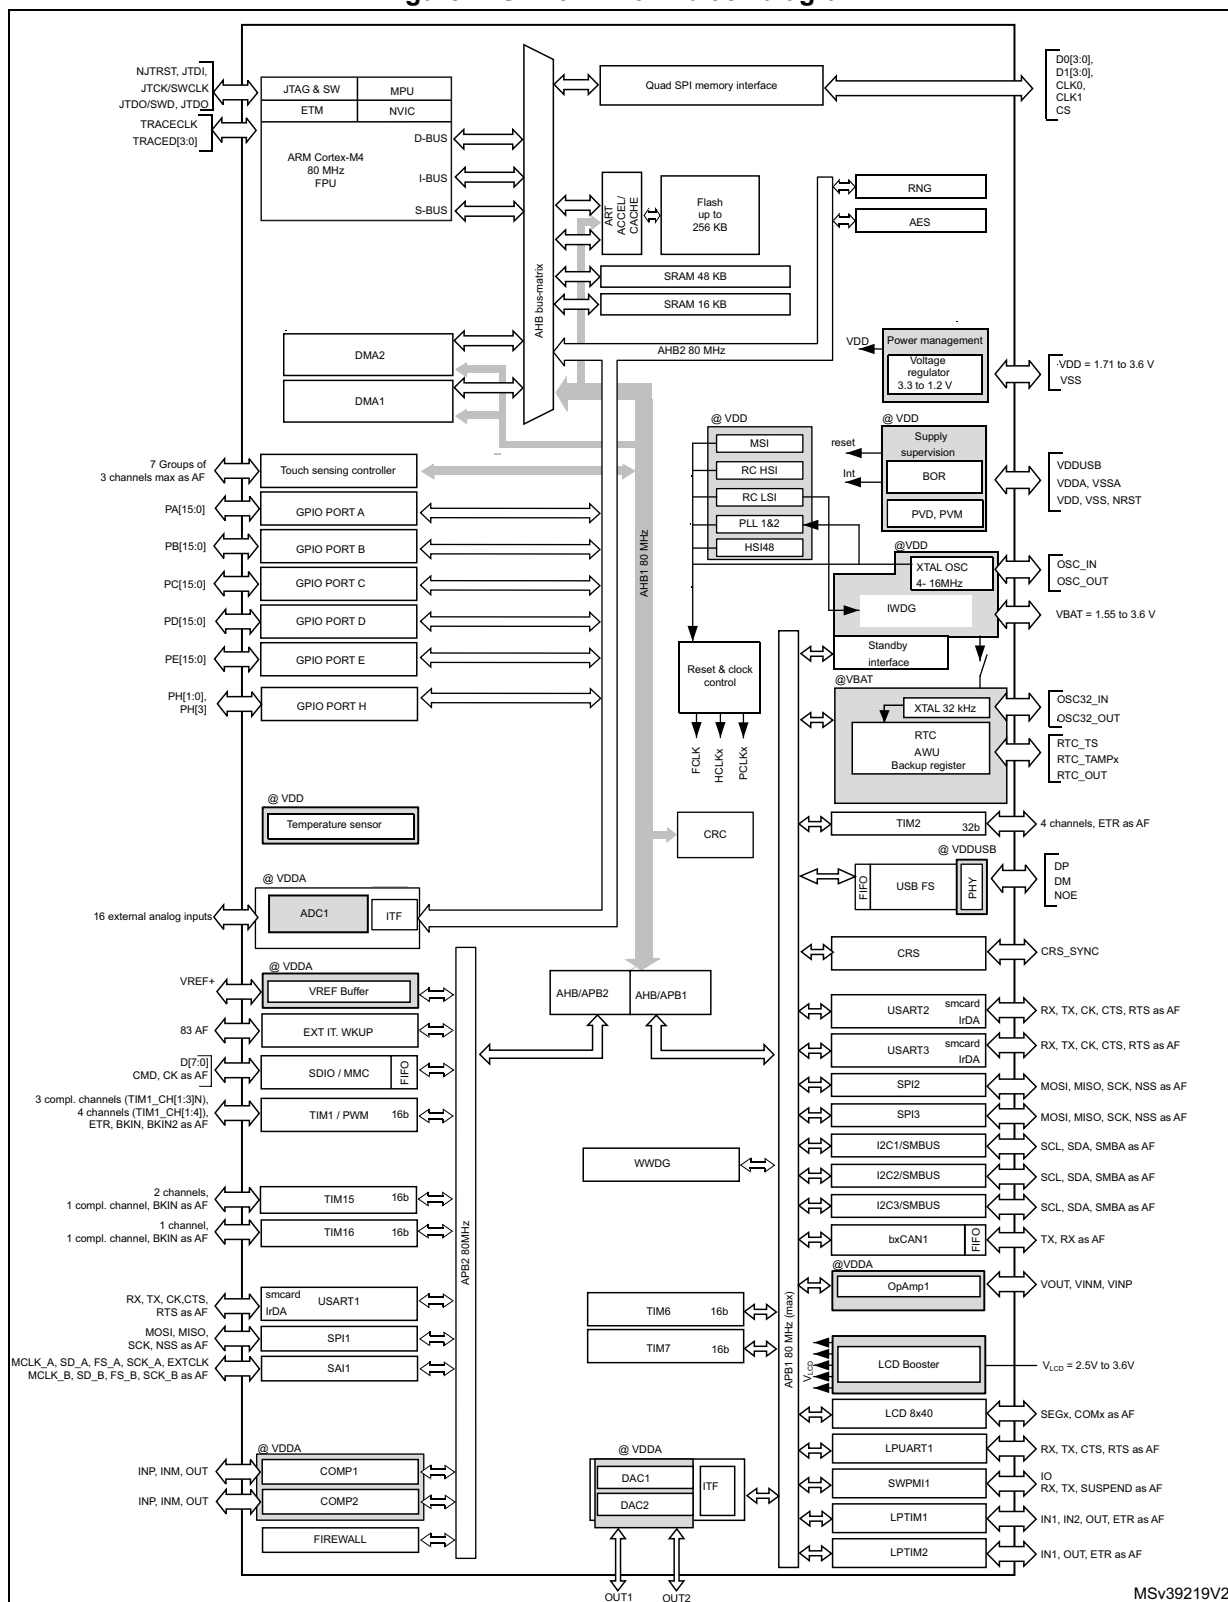 NJTRST, JTDI,
JTCK/SWCLK
JTDO/SWD, JTDO
TRACECLK
TRACED[3:0]
JTAG & SW
MPU
ETM
NVIC
ARM Cortex-M4
80 MHz
FPU
D-BUS
I-BUS
S-BUS
AHB bus-matrix
Quad SPI memory interface
D0[3:0],
D1[3:0],
CLK0,
CLK1
CS
ART
ACCEL/
CACHE
Flash
up to
256 KB
SRAM 48 KB
SRAM 16 KB
RNG
AES
AHB2 80 MHz
DMA2
DMA1
VDD
Power management
Voltage
regulator
3.3 to 1.2 V
VDD = 1.71 to 3.6 V
VSS
@ VDD
MSI
RC HSI
RC LSI
PLL 1&2
HSI48
@ VDD
reset
Int
Supply
supervision
BOR
PVD, PVM
VDDUSB
VDDA, VSSA
VDD, VSS, NRST
7 Groups of
3 channels max as AF
Touch sensing controller
PA[15:0]
GPIO PORT A
PB[15:0]
GPIO PORT B
PC[15:0]
GPIO PORT C
PD[15:0]
GPIO PORT D
PE[15:0]
GPIO PORT E
PH[1:0],
PH[3]
GPIO PORT H
AHB1 80 MHz
@VDD
XTAL OSC
4- 16MHz
IWDG
OSC_IN
OSC_OUT
VBAT = 1.55 to 3.6 V
Standby
interface
Reset & clock
control
FCLK
HCLKx
PCLKx
@VBAT
XTAL 32 kHz
RTC
AWU
Backup register
OSC32_IN
OSC32_OUT
RTC_TS
RTC_TAMPx
RTC_OUT
@ VDD
Temperature sensor
CRC
TIM2
32b
4 channels, ETR as AF
@ VDDUSB
FIFO
USB FS
PHY
DP
DM
NOE
@ VDDA
16 external analog inputs
ADC1
ITF
CRS
CRS_SYNC
@ VDDA
VREF+
VREF Buffer
83 AF
EXT IT. WKUP
D[7:0]
CMD, CK as AF
SDIO / MMC
FIFO
3 compl. channels (TIM1_CH[1:3]N),
4 channels (TIM1_CH[1:4]),
ETR, BKIN, BKIN2 as AF
TIM1 / PWM
16b
AHB/APB2
AHB/APB1
USART2
smcard
IrDA
RX, TX, CK, CTS, RTS as AF
USART3
smcard
IrDA
RX, TX, CK, CTS, RTS as AF
SPI2
MOSI, MISO, SCK, NSS as AF
SPI3
MOSI, MISO, SCK, NSS as AF
I2C1/SMBUS
SCL, SDA, SMBA as AF
I2C2/SMBUS
SCL, SDA, SMBA as AF
I2C3/SMBUS
SCL, SDA, SMBA as AF
bxCAN1
FIFO
TX, RX as AF
WWDG
2 channels,
1 compl. channel, BKIN as AF
TIM15
16b
1 channel,
1 compl. channel, BKIN as AF
TIM16
16b
APB2 80MHz
@VDDA
OpAmp1
VOUT, VINM, VINP
RX, TX, CK,CTS,
RTS as AF
smcard
IrDA
USART1
MOSI, MISO,
SCK, NSS as AF
SPI1
MCLK_A, SD_A, FS_A, SCK_A, EXTCLK
MCLK_B, SD_B, FS_B, SCK_B as AF
SAI1
TIM6
16b
TIM7
16b
APB1 80 MHz (max)
VLCD
LCD Booster
VLCD = 2.5V to 3.6V
LCD 8x40
SEGx, COMx as AF
LPUART1
RX, TX, CTS, RTS as AF
SWPMI1
IO
RX, TX, SUSPEND as AF
LPTIM1
IN1, IN2, OUT, ETR as AF
LPTIM2
IN1, OUT, ETR as AF
@ VDDA
INP, INM, OUT
COMP1
INP, INM, OUT
COMP2
FIREWALL
@ VDDA
DAC1
DAC2
ITF
OUT1
OUT2
MSv39219V2